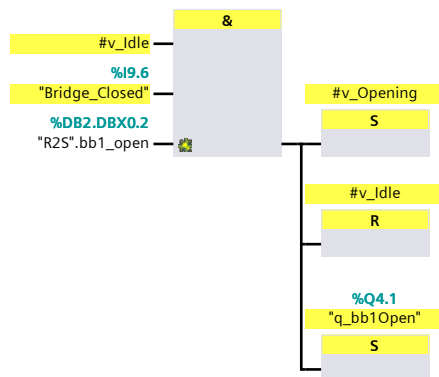 &
#v_Idle
%I9.6
"Bridge_Closed"
%DB2.DBX0.2
"R2S".bb1_open
#v_Opening
S
#v_Idle
R
%Q4.1
"q_bb1Open"
S